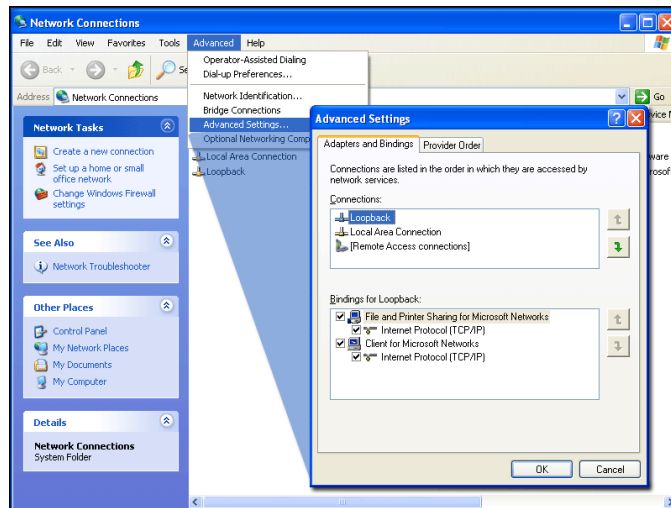 Network Connections
File Edit View Favorites Tools Advanced Help
Back
Address Network Connections
Go
Operator-Assisted Dialing
Dial-up Preferences...
Network Identification...
Bridge Connections
Advanced Settings...
Optional Networking Comp
Local Area Connection
Loopback
Network Tasks
Create a new connection
Set up a home or small
office network
Change Windows Firewall
settings
See Also
Network Troubleshooter
Other Places
Control Panel
My Network Places
My Documents
My Computer
Details
Network Connections
System Folder
Advanced Settings
Adapters and Bindings Provider Order
Connections are listed in the order in which they are accessed by
network services.
Connections:
Loopback
Local Area Connection
[Remote Access connections]
Bindings for Loopback:
File and Printer Sharing for Microsoft Networks
Internet Protocol (TCP/IP)
Client for Microsoft Networks
Internet Protocol (TCP/IP)
OK Cancel